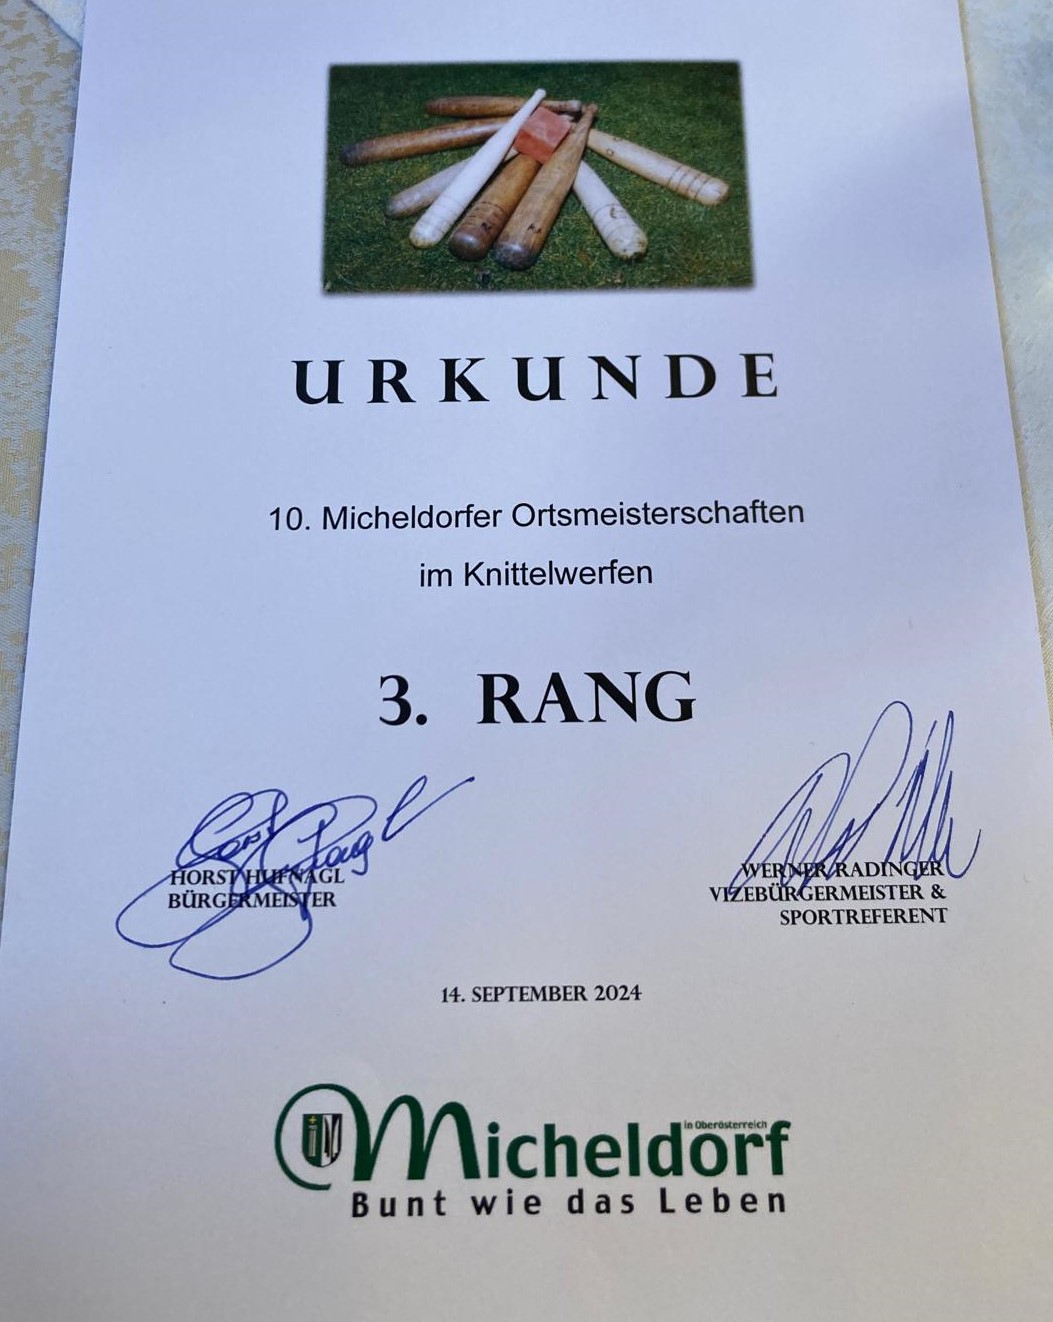 URKUNDE
10. Micheldorfer Ortsmeisterschaften
im Knittelwerfen
3. RANG
HORST HUFNAGL
BÜRGERMEISTER
WERNER RADINGER
VIZEBÜRGERMEISTER &
SPORTREFERENT
14. SEPTEMBER 2024
in Oberösterreich
Micheldorf
Bunt wie das Leben